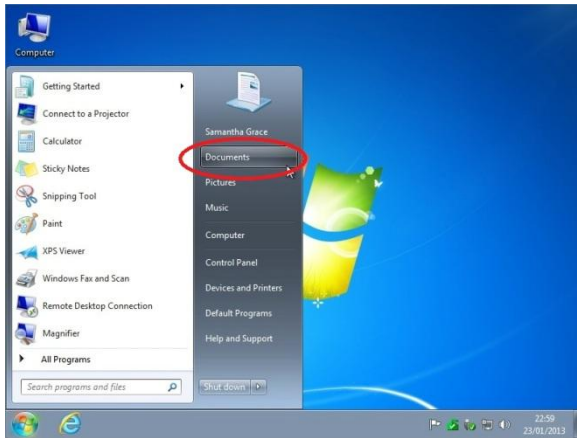 Computer
Getting Started
Connect to a Projector
Calculator
Sticky Notes
Snipping Tool
Paint
XPS Viewer
Windows Fax and Scan
Remote Desktop Connection
Magnifier
All Programs
Search programs and files
Samantha Grace
Documents
Pictures
Music
Computer
Control Panel
Devices and Printers
Default Programs
Help and Support
Shut down
22:59
23/01/2013